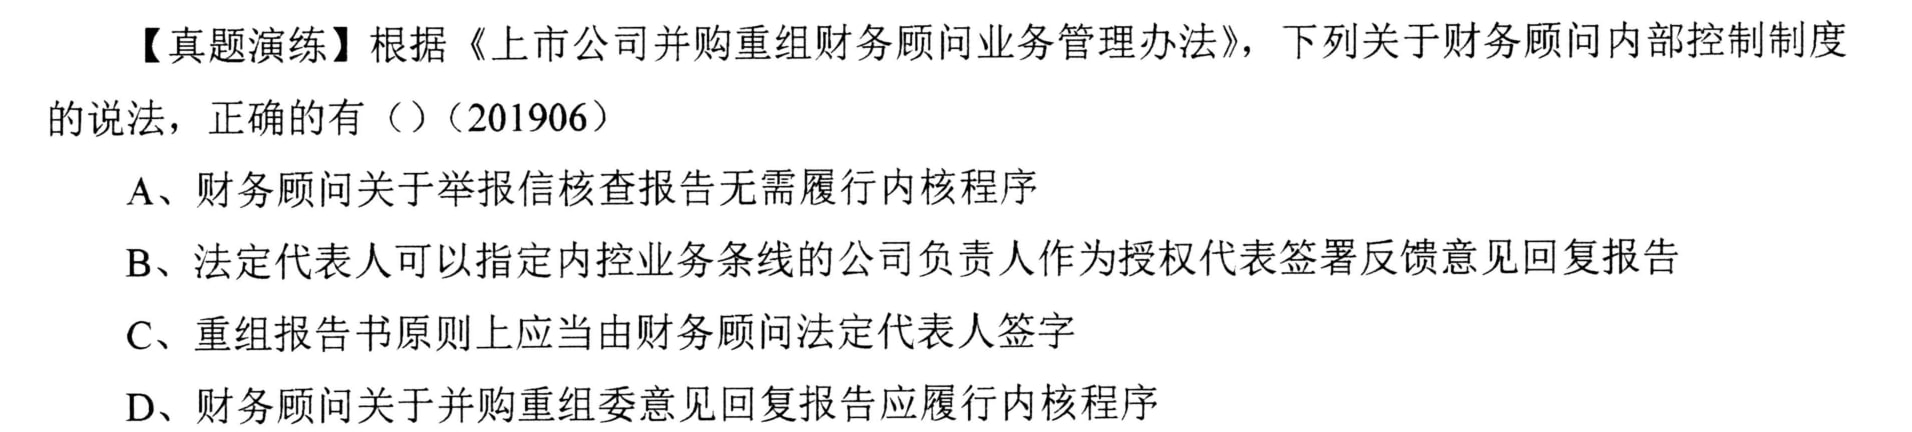 【真题演练】根据《上市公司并购重组财务顾问业务管理办法》，下列关于财务顾问内部控制制度
的说法，正确的有（）（201906）
A、财务顾问关于举报信核查报告无需履行内核程序
B、法定代表人可以指定内控业务条线的公司负责人作为授权代表签署反馈意见回复报告
C、重组报告书原则上应当由财务顾问法定代表人签字
D、财务顾问关于并购重组委意见回复报告应履行内核程序